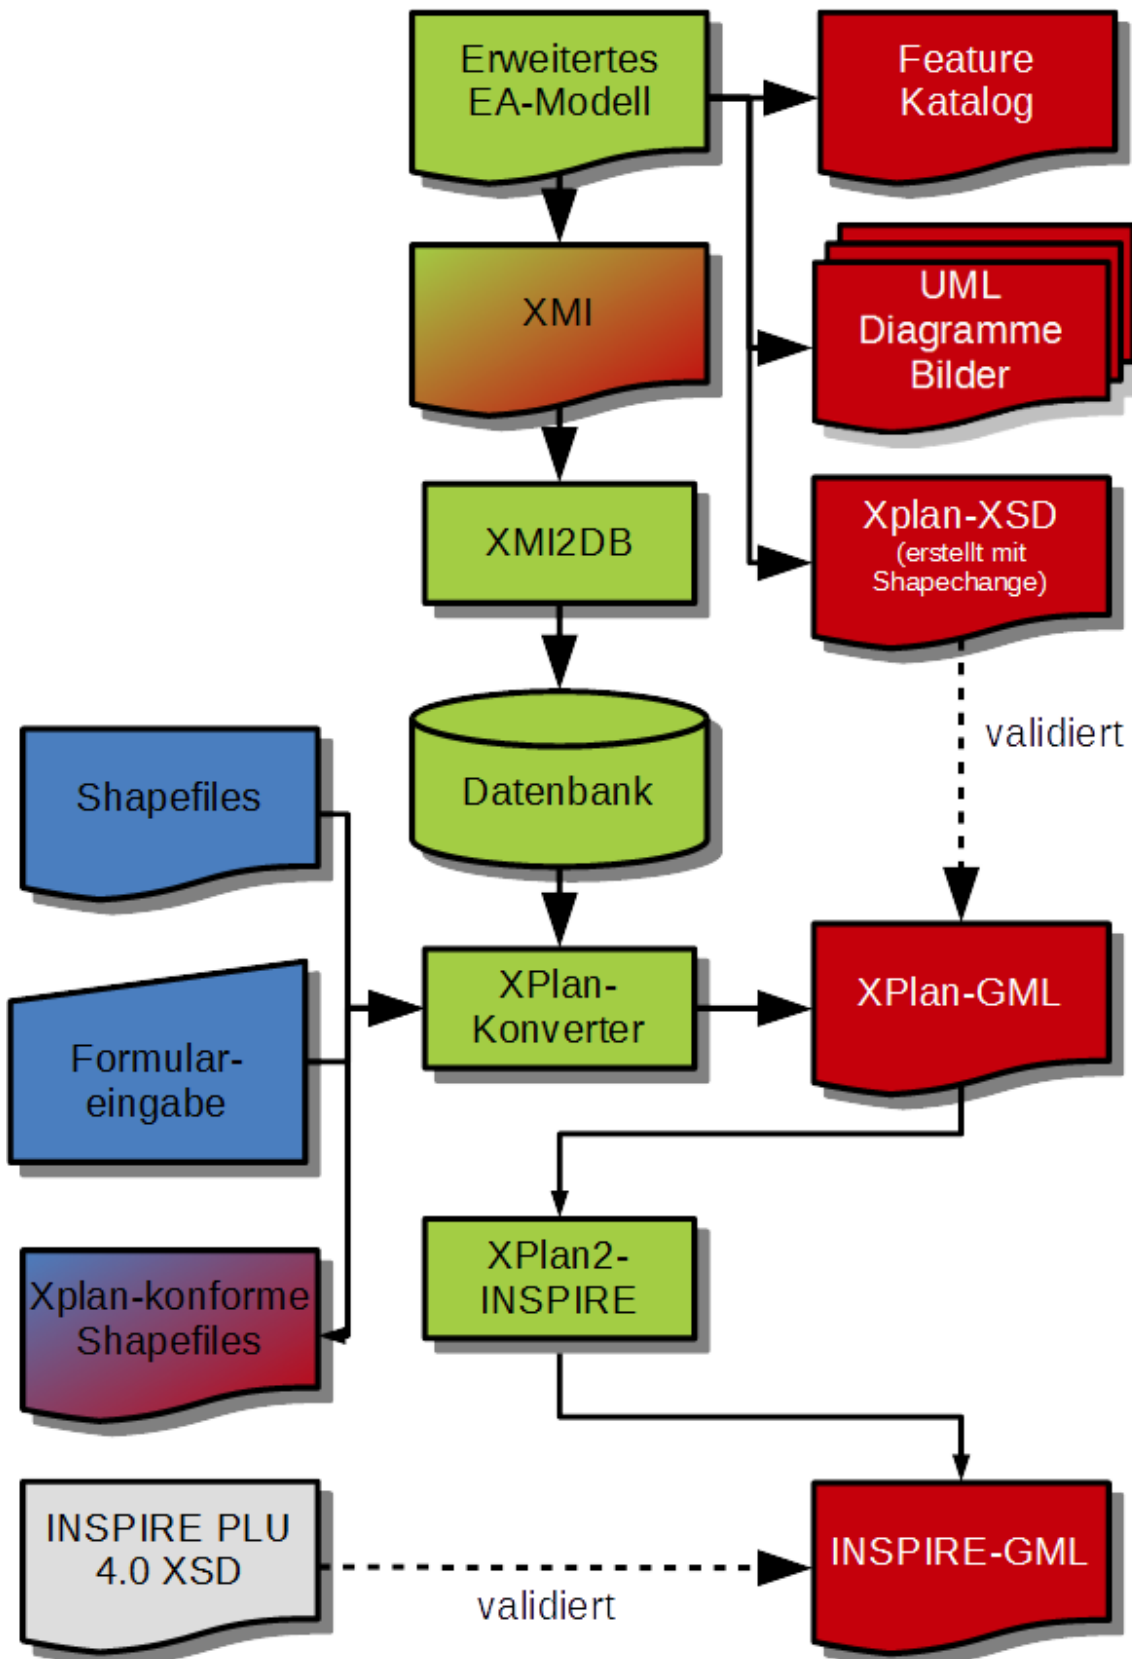 Erweitertes
EA-Modell
Feature
Katalog
XMI
UML
Diagramme
Bilder
XMI2DB
Xplan-XSD
(erstellt mit
Shapechange)
validiert
Shapefiles
Datenbank
Formular-
eingabe
XPlan-
Konverter
XPlan-GML
Xplan-konforme
Shapefiles
XPlan2-
INSPIRE
INSPIRE PLU
4.0 XSD
validiert
INSPIRE-GML